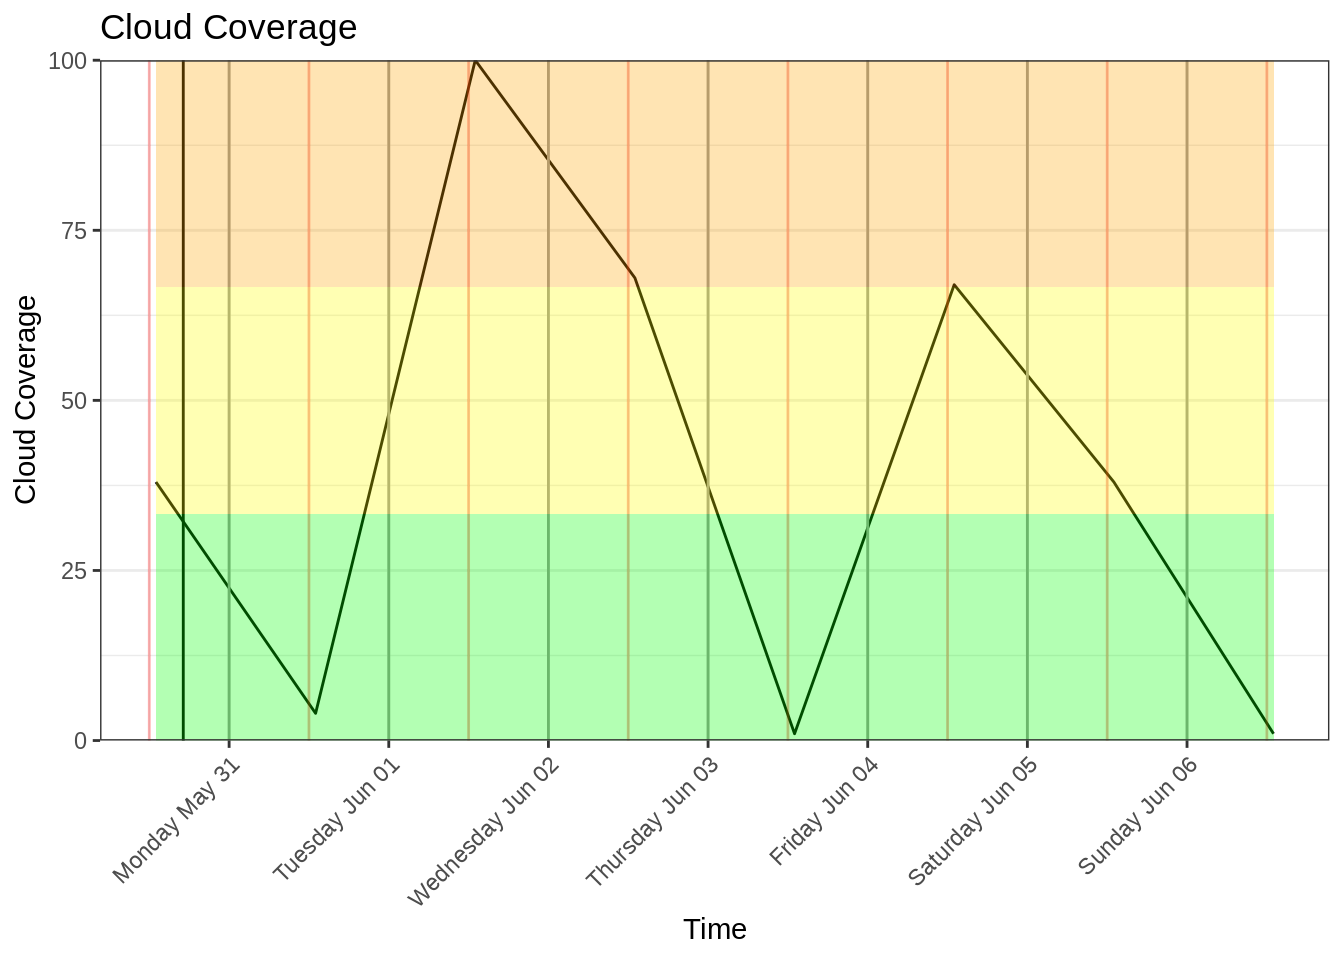 Cloud Coverage
100
75
50
25
0
Cloud Coverage
Monday May 31
Tuesday Jun 01
Wednesday Jun 02
Thursday Jun 03
Friday Jun 04
Saturday Jun 05
Sunday Jun 06
Time